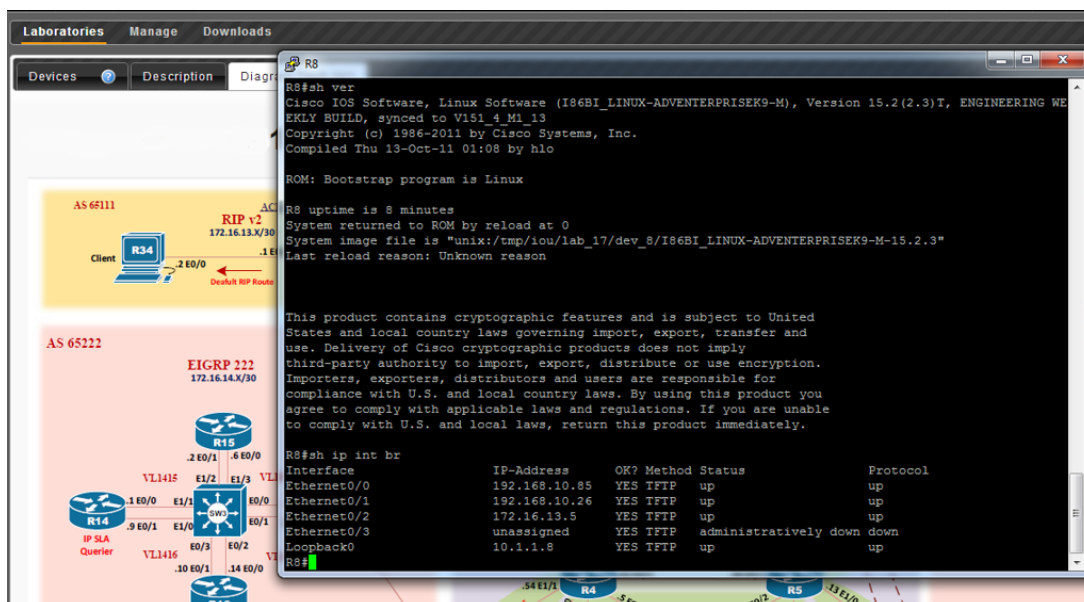 Laboratories Manage Downloads
Devices ? Description Diagr
R8
R8#sh ver
Cisco IOS Software, Linux Software (I86BI_LINUX-ADVENTERPRISEK9-M), Version 15.2(2.3)T, ENGINEERING WE
EKLY BUILD, synced to V151_4_M1_13
Copyright (c) 1986-2011 by Cisco Systems, Inc.
Compiled Thu 13-Oct-11 01:08 by hlo
ROM: Bootstrap program is Linux
R8 uptime is 8 minutes
System returned to ROM by reload at 0
System image file is "unix:/tmp/iou/lab_17/dev_8/I86BI_LINUX-ADVENTERPRISEK9-M-15.2.3"
Last reload reason: Unknown reason
This product contains cryptographic features and is subject to United
States and local country laws governing import, export, transfer and
use. Delivery of Cisco cryptographic products does not imply
third-party authority to import, export, distribute or use encryption.
Importers, exporters, distributors and users are responsible for
compliance with U.S. and local country laws. By using this product you
agree to comply with applicable laws and regulations. If you are unable
to comply with U.S. and local laws, return this product immediately.
R8#sh ip int br
Interface IP-Address OK? Method Status Protocol
Ethernet0/0 192.168.10.85 YES TFTP up up
Ethernet0/1 192.168.10.26 YES TFTP up up
Ethernet0/2 172.16.13.5 YES TFTP up up
Ethernet0/3 unassigned YES TFTP administratively down down
Loopback0 10.1.1.8 YES TFTP up up
R8#
AS 65111
RIP v2
172.16.13.X/30
Client
R34
.2 E0/0
Deafult RIP Route
AS 65222
EIGRP 222
172.16.14.X/30
R15
.2 E0/1 .6 E0/0
VL1415 E1/2 E1/3
.1 E0/0 E1/1 SW3 E0/0
R14
.9 E0/1 E1/0 E0/1
IP SLA
Querier
E0/3 E0/2
VL1416
.10 E0/1 .14 E0/0
.54 E1/1
R4
R5
.13 E1/0